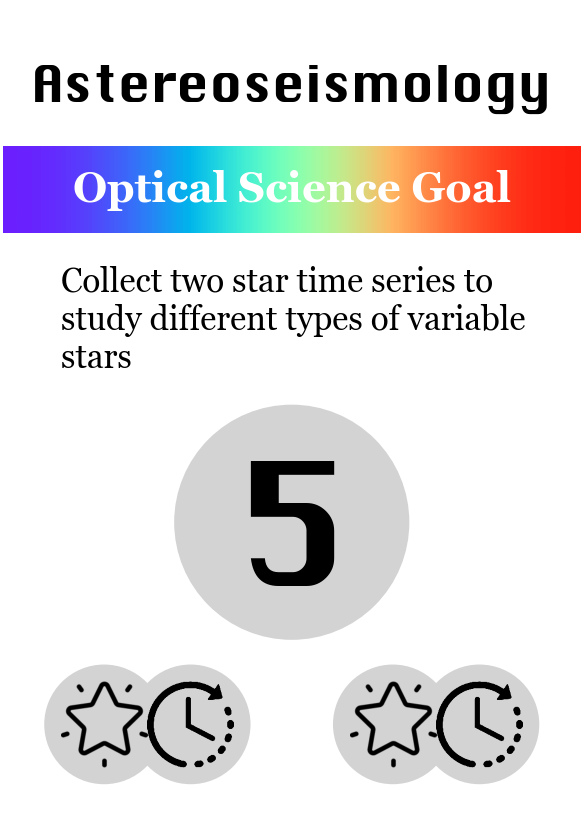 Astereoseismology
Optical Science Goal
Collect two star time series to
study different types of variable
stars
5